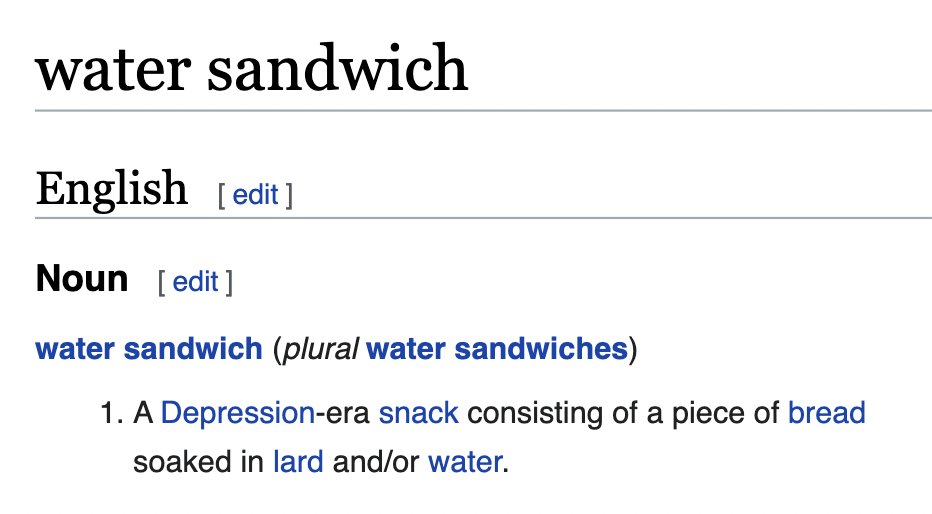 water sandwich
English [ edit ]
Noun [ edit ]
water sandwich (plural water sandwiches)
1. A Depression-era snack consisting of a piece of bread
soaked in lard and/or water.